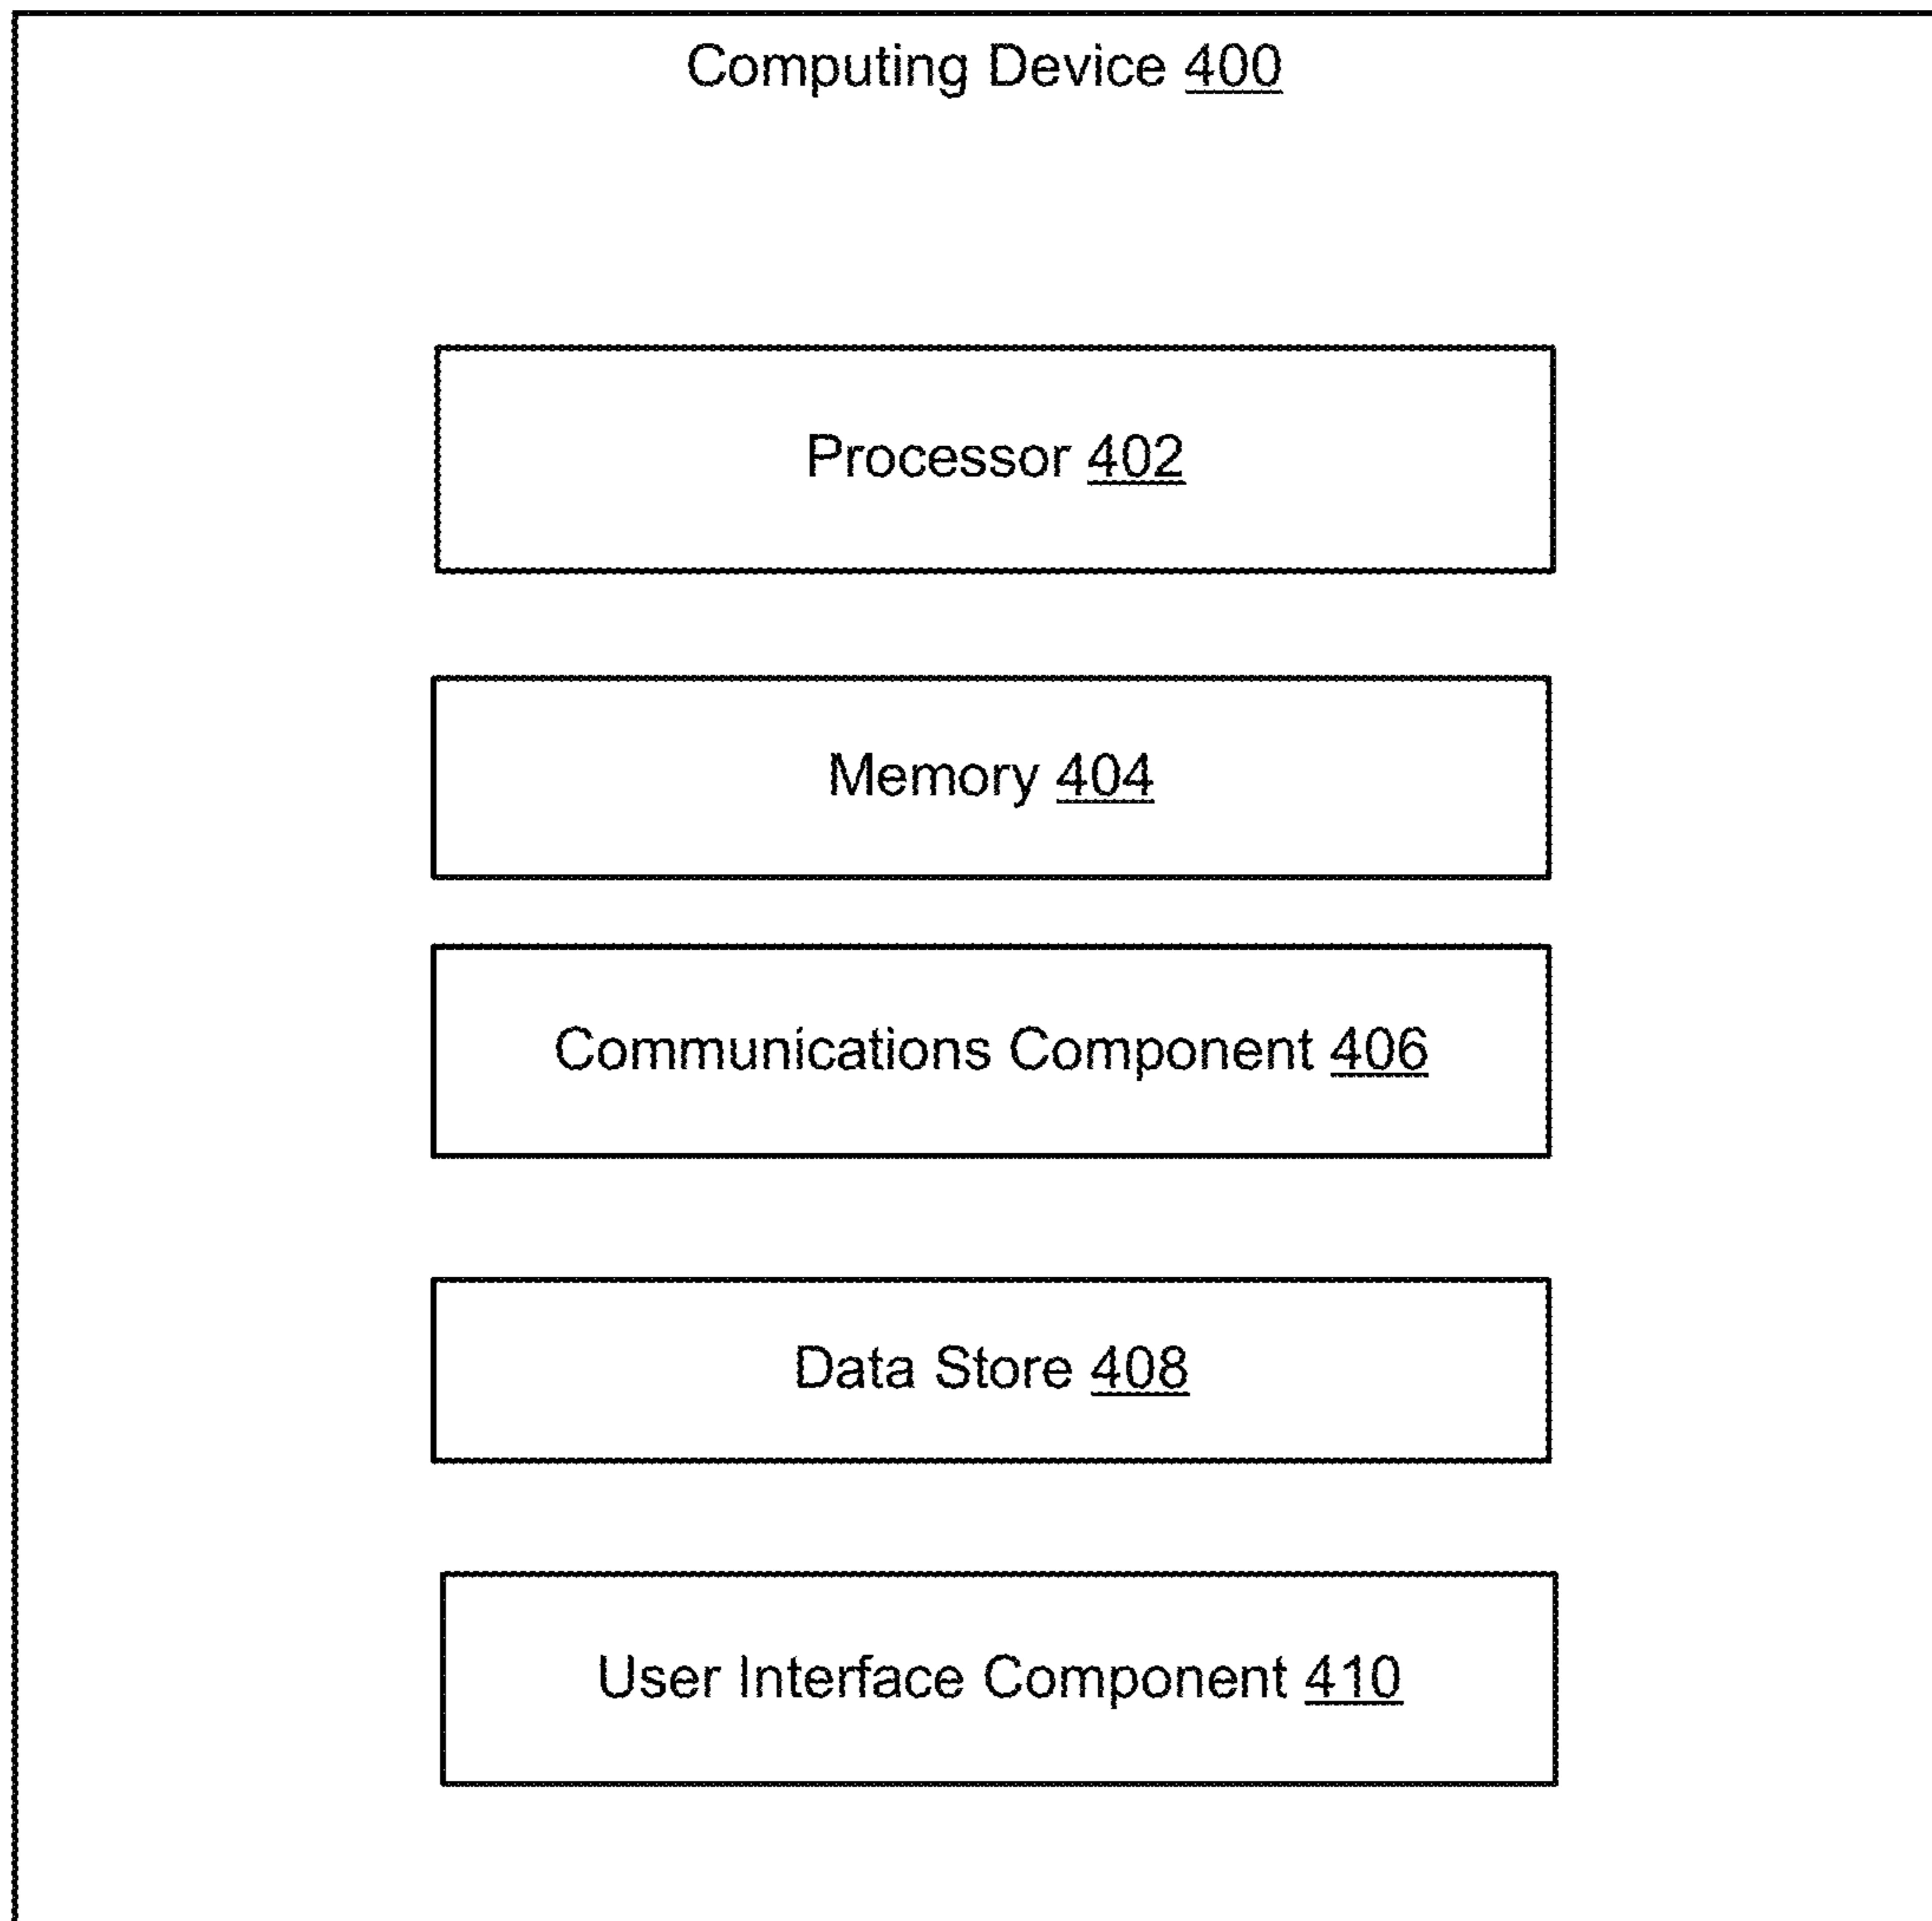 Computing Device 400
Processor 402
Memory 404
Communications Component 406
Data Store 408
User Interface Component 410